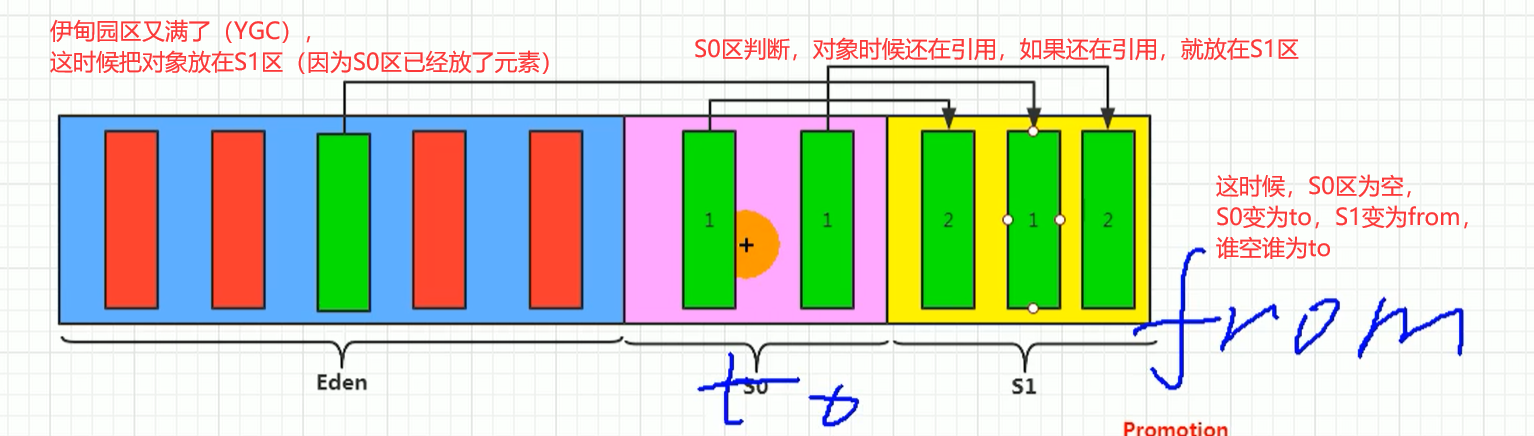 伊甸园区又满了（YGC），
这时候把对象放在S1区（因为S0区已经放了元素）
S0区判断，对象时候还在引用，如果还在引用，就放在S1区
1
1
2
1
2
这时候，S0区为空，
S0变为to，S1变为from，
谁空谁为to
from
Eden
S0
to
S1
Promotion